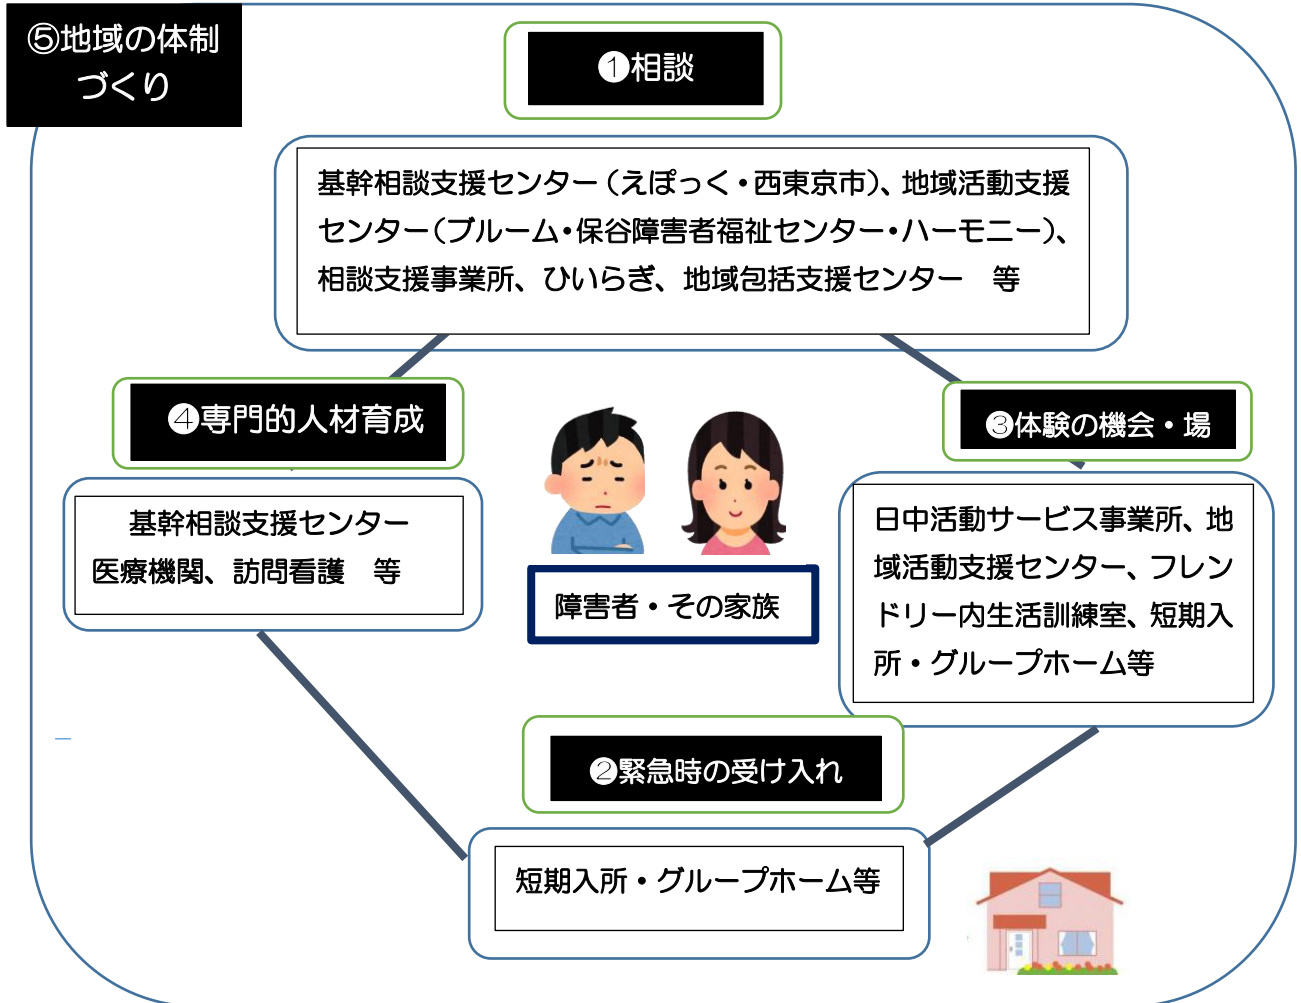 ⑤地域の体制
づくり
❶相談
基幹相談支援センター（えぽっく・西東京市）、地域活動支援
センター（ブルーム・保谷障害者福祉センター・ハーモニー）、
相談支援事業所、ひいらぎ、地域包括支援センター　等
❹専門的人材育成
❸体験の機会・場
基幹相談支援センター
医療機関、訪問看護　等
日中活動サービス事業所、地
域活動支援センター、フレン
ドリー内生活訓練室、短期入
所・グループホーム等
障害者・その家族
❷緊急時の受け入れ
短期入所・グループホーム等